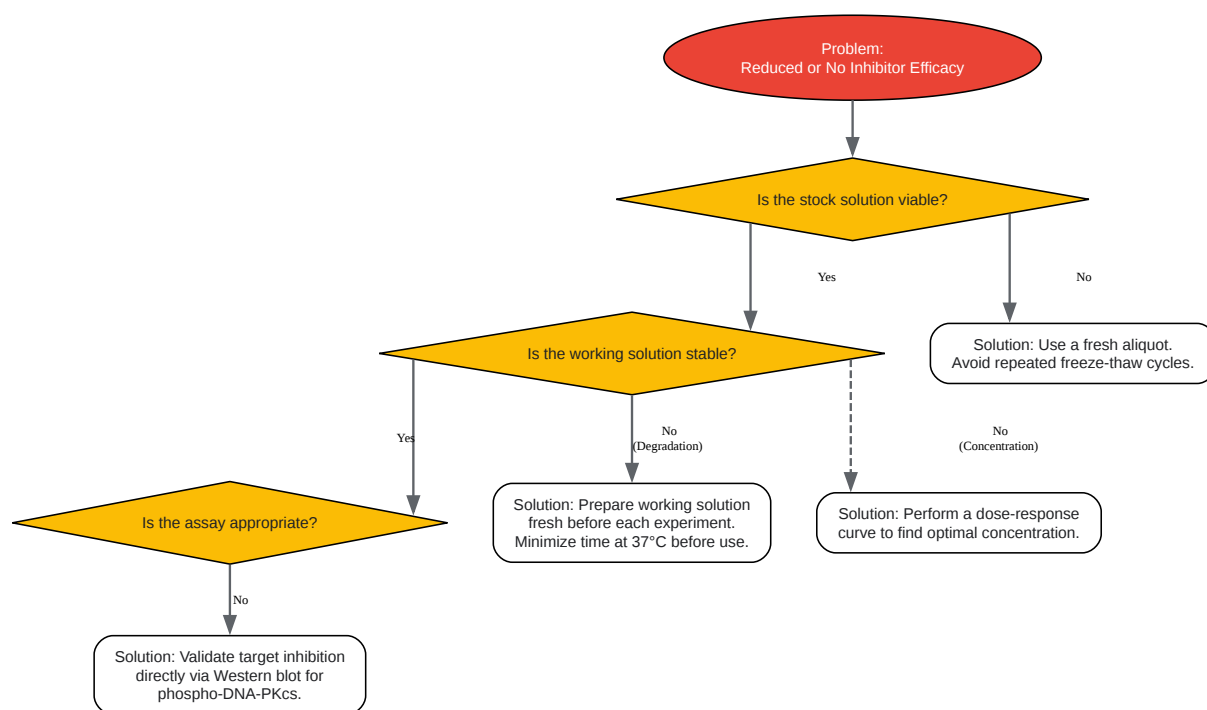 Problem:
Reduced or No Inhibitor Efficacy
Is the stock solution viable?
Yes
No
Solution: Use a fresh aliquot.
Avoid repeated freeze-thaw cycles.
Is the working solution stable?
Yes
No
(Degradation)
No
(Concentration)
Solution: Prepare working solution
fresh before each experiment.
Minimize time at 37°C before use.
Solution: Perform a dose-response
curve to find optimal concentration.
Is the assay appropriate?
No
Solution: Validate target inhibition
directly via Western blot for
phospho-DNA-PKcs.